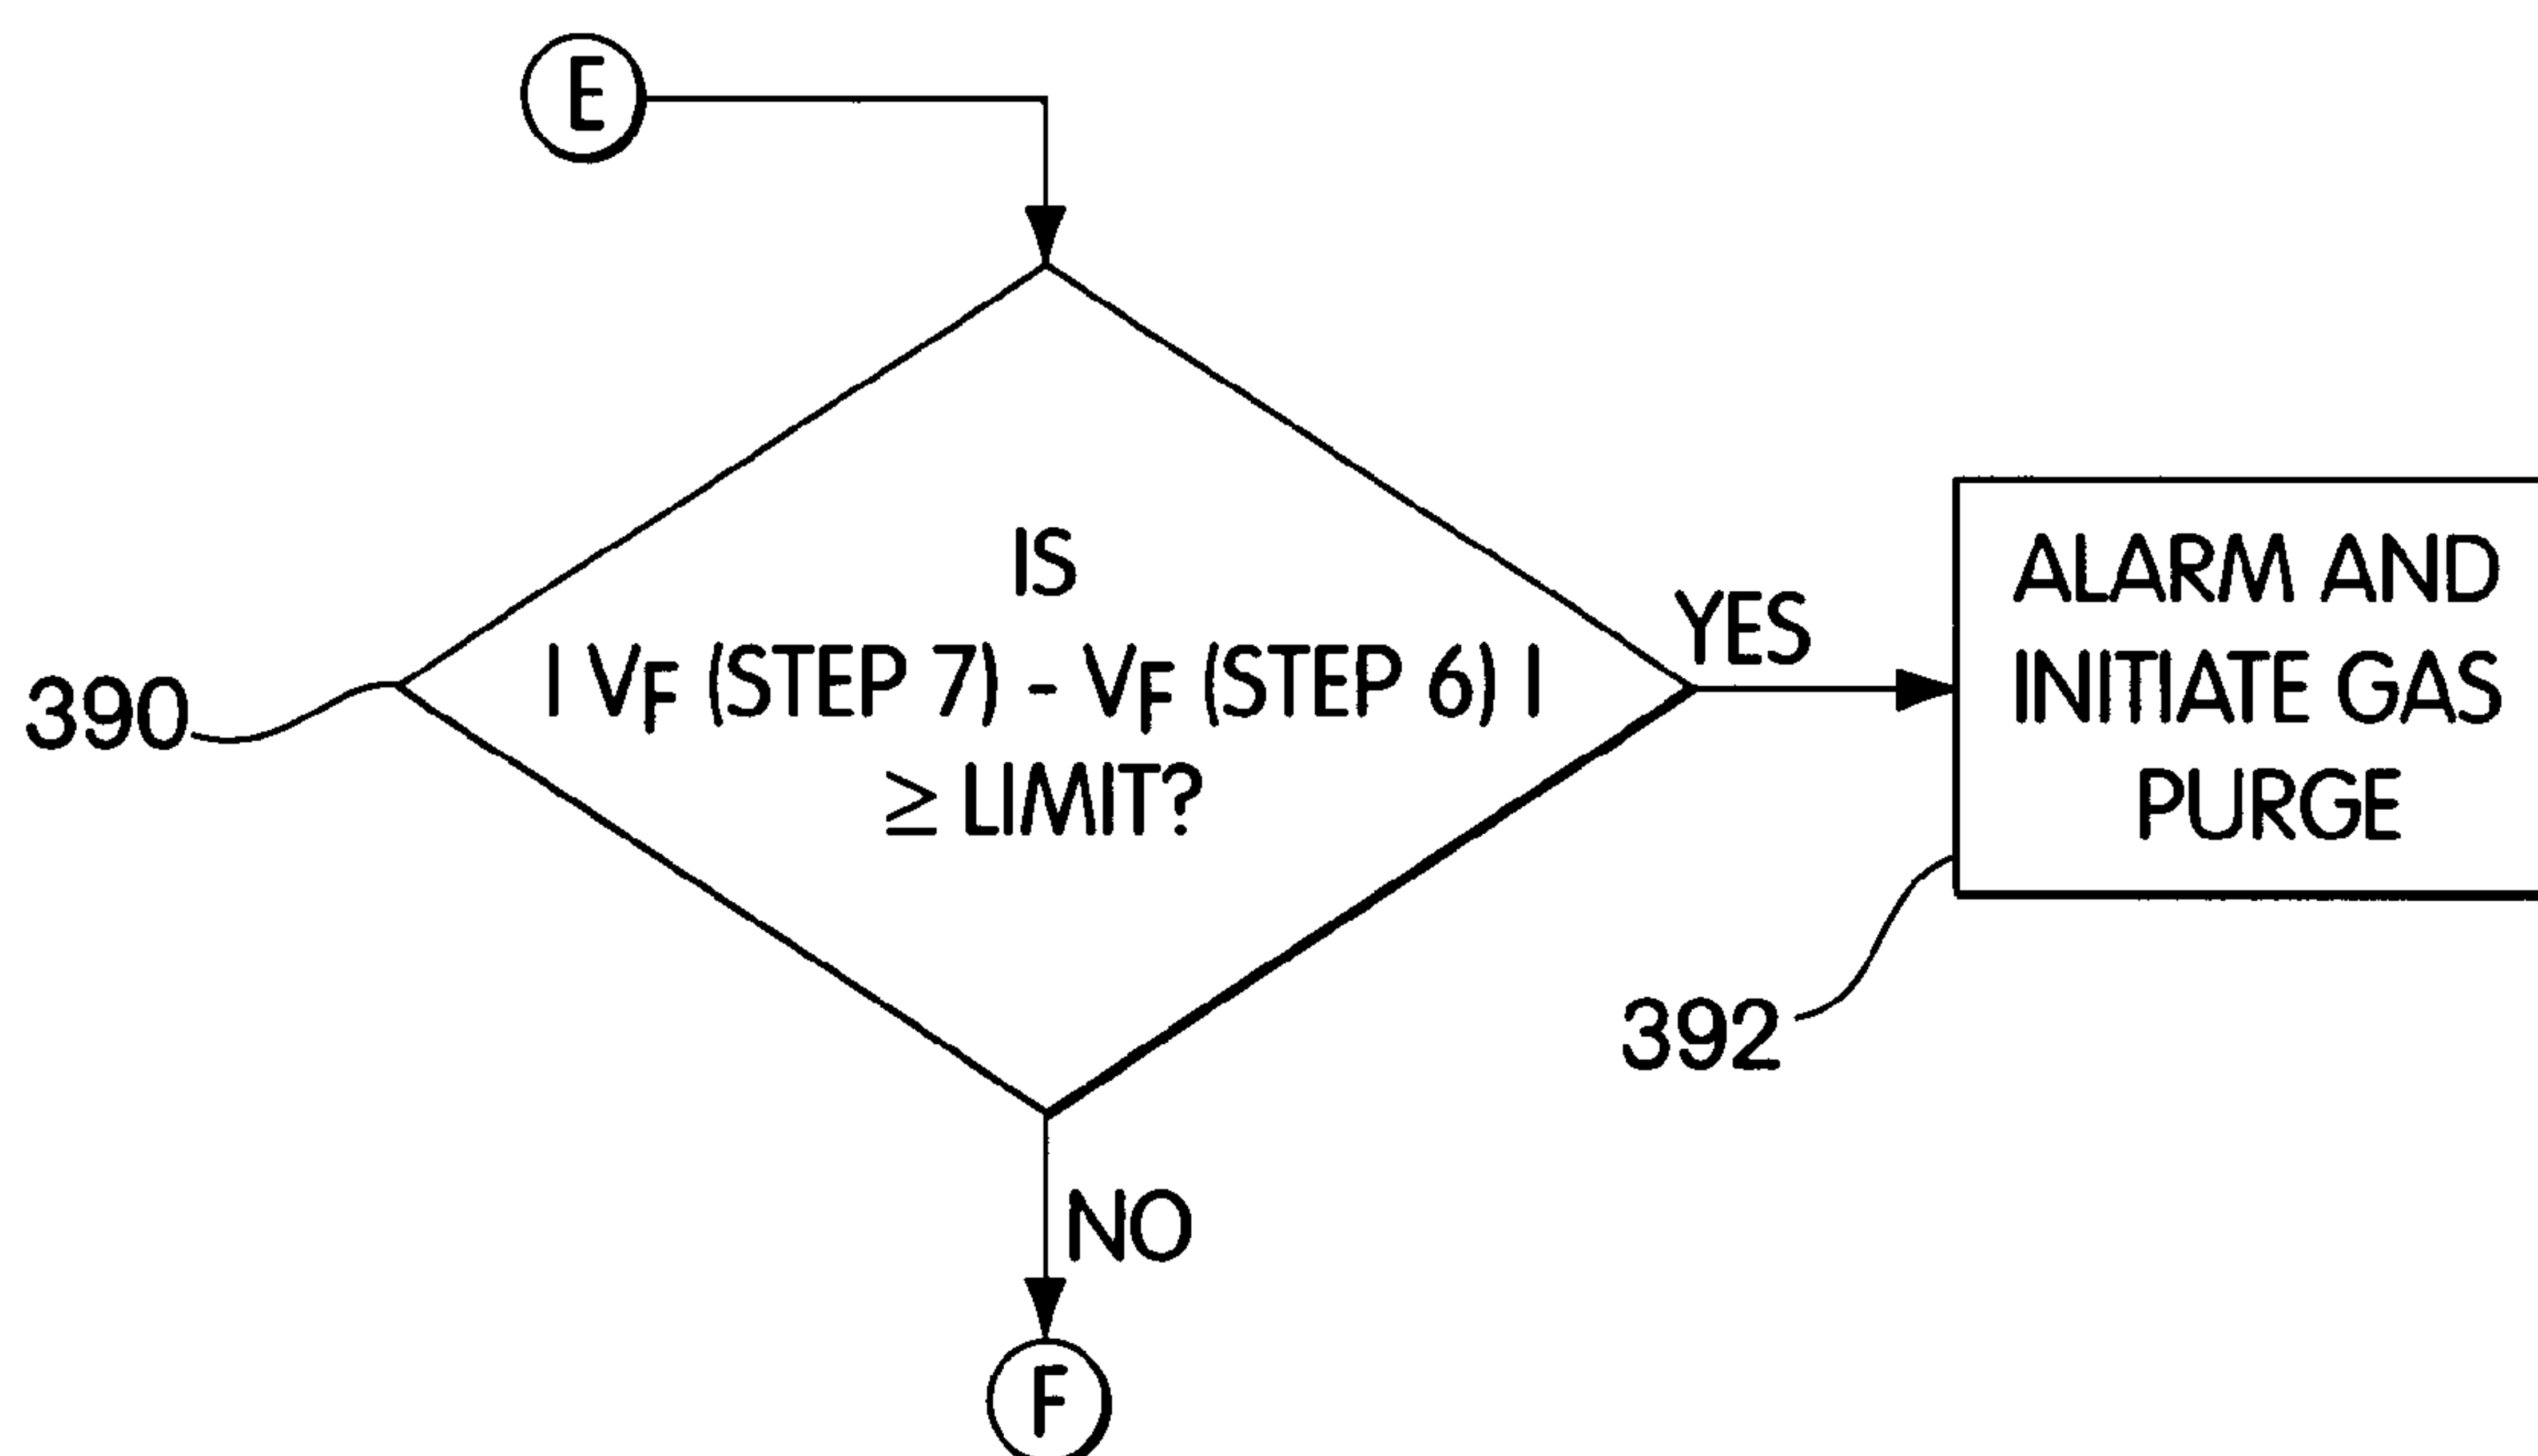 E
IS
| VF (STEP 7) - VF (STEP 6) |
≥ LIMIT?
YES
ALARM AND
INITIATE GAS
PURGE
390
392
NO
F